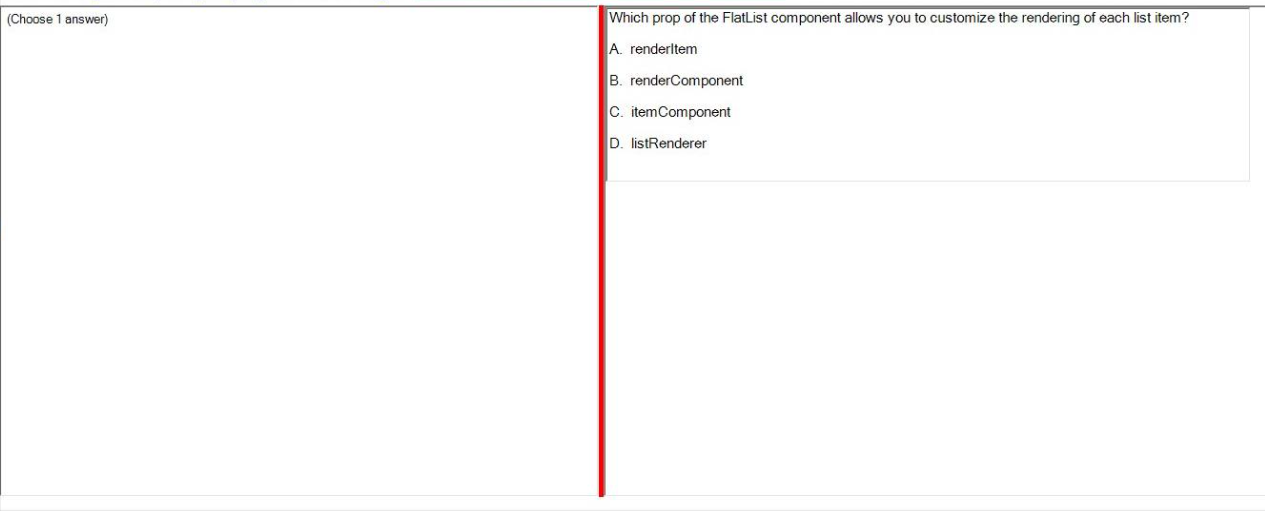 (Choose 1 answer)
Which prop of the FlatList component allows you to customize the rendering of each list item?
A. renderItem
B. renderComponent
C. itemComponent
D. listRenderer